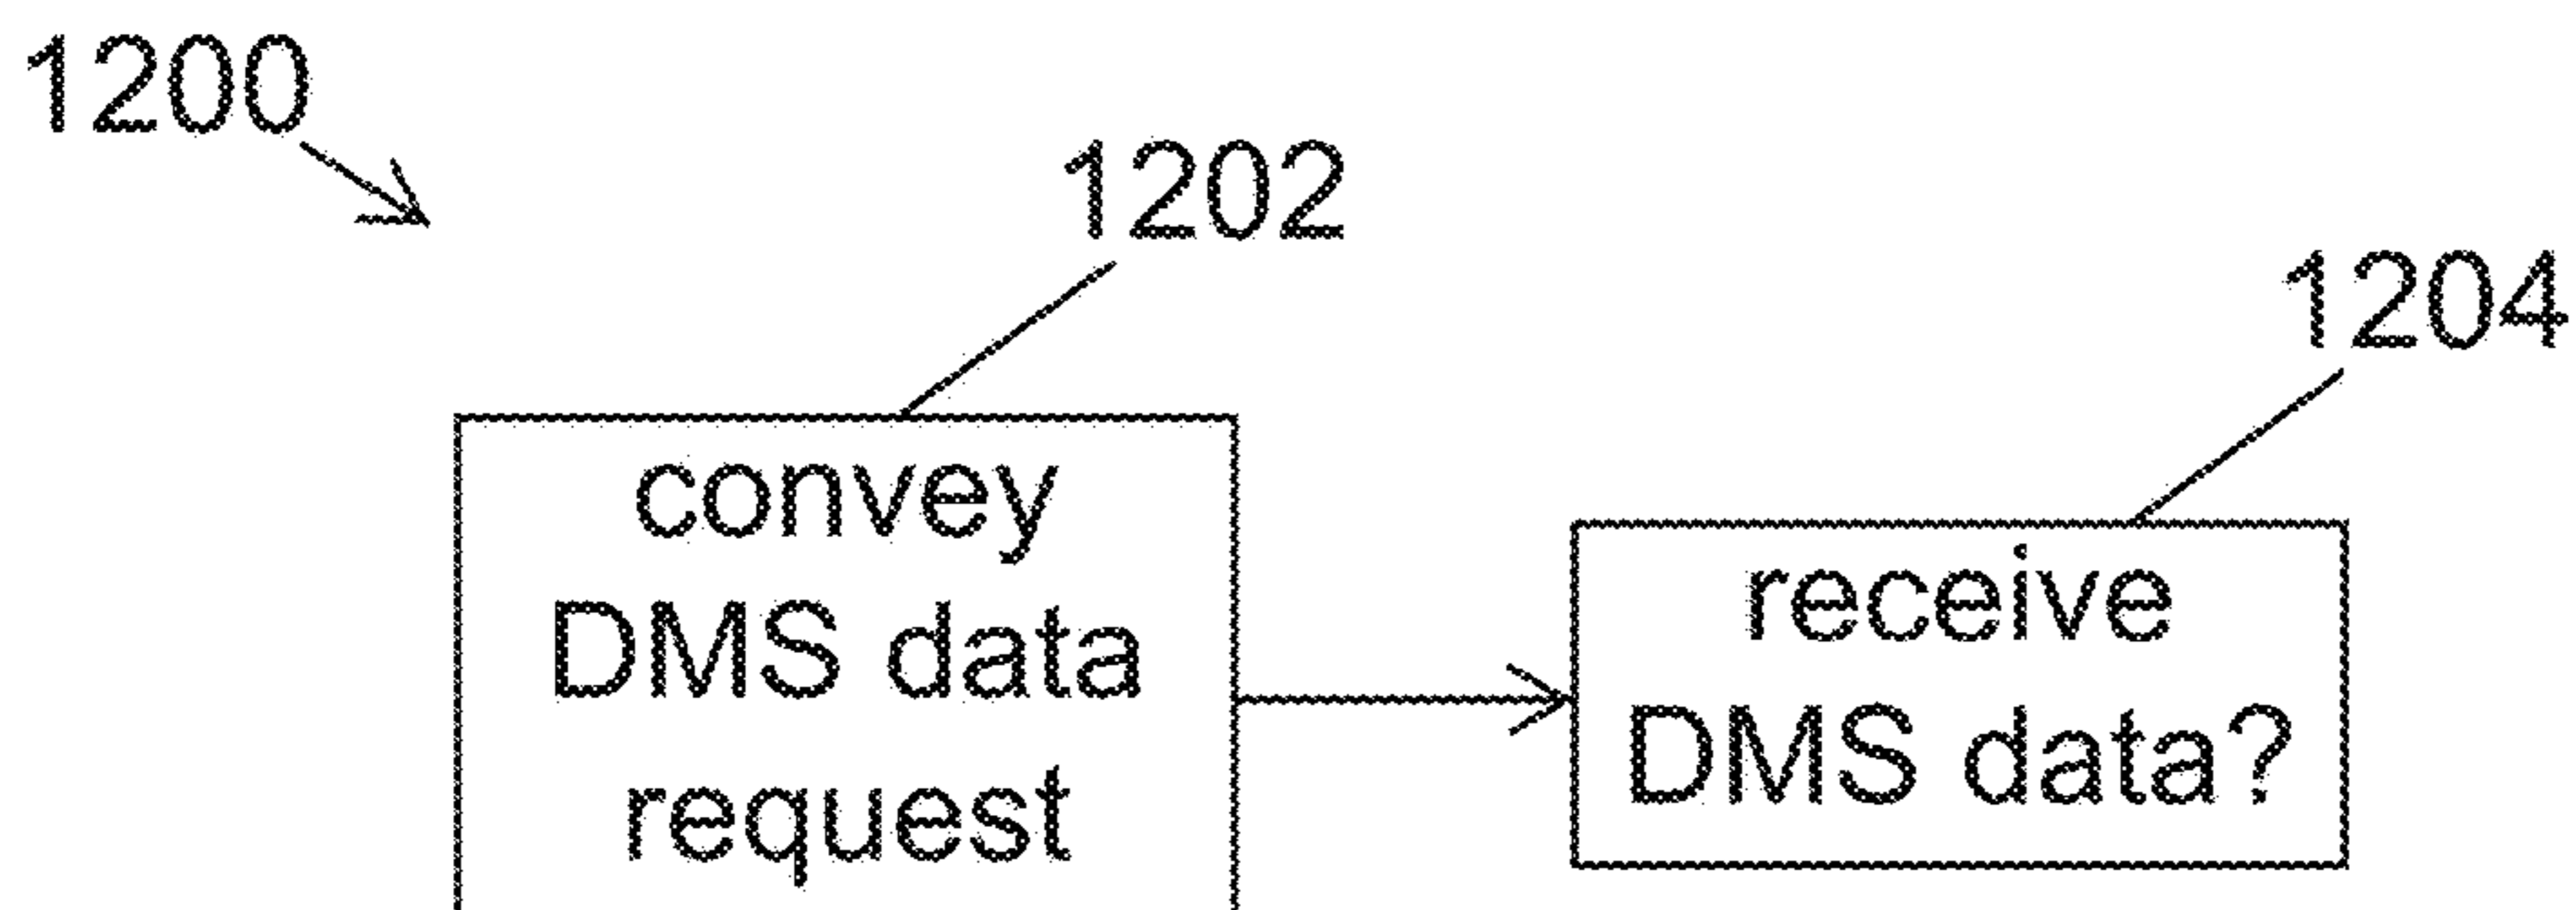 1200
1202
1204
convey
DMS data
request
receive
DMS data?